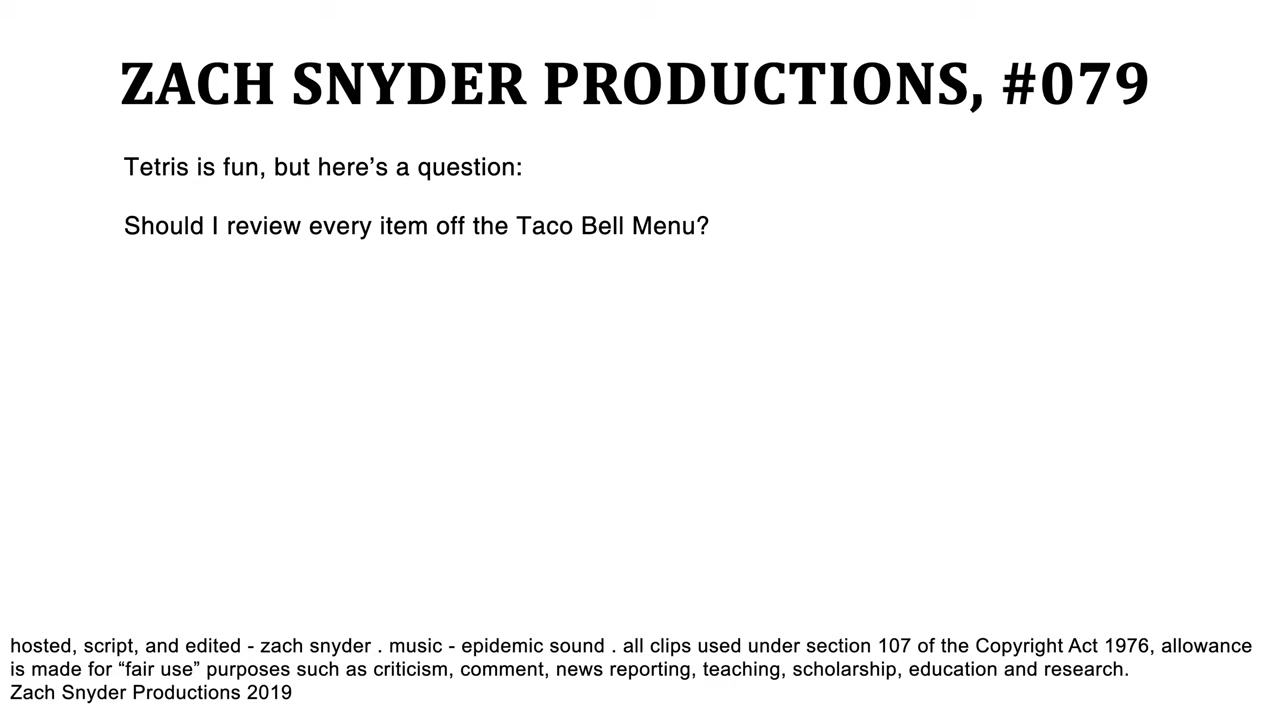 ZACH SNYDER PRODUCTIONS, #079
Tetris is fun, but here’s a question:
Should I review every item off the Taco Bell Menu?
hosted, script, and edited - zach snyder . music - epidemic sound . all clips used under section 107 of the Copyright Act 1976, allowance
is made for “fair use” purposes such as criticism, comment, news reporting, teaching, scholarship, education and research.
Zach Snyder Productions 2019